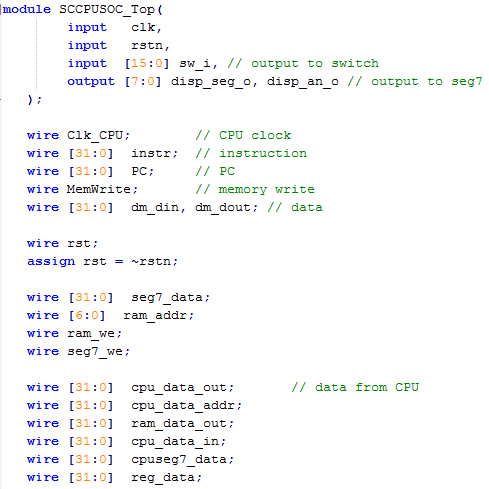 module SCCPUSOC_Top(
input clk,
input rstn,
input [15:0] sw_i, // output to switch
output [7:0] disp_seg_o, disp_an_o // output to seg7
);
wire Clk_CPU; // CPU clock
wire [31:0] instr; // instruction
wire [31:0] PC; // PC
wire MemWrite; // memory write
wire [31:0] dm_din, dm_dout; // data
wire rst;
assign rst = ~rstn;
wire [31:0] seg7_data;
wire [6:0] ram_addr;
wire ram_we;
wire seg7_we;
wire [31:0] cpu_data_out; // data from CPU
wire [31:0] cpu_data_addr;
wire [31:0] ram_data_out;
wire [31:0] cpu_data_in;
wire [31:0] cpuseg7_data;
wire [31:0] reg_data;